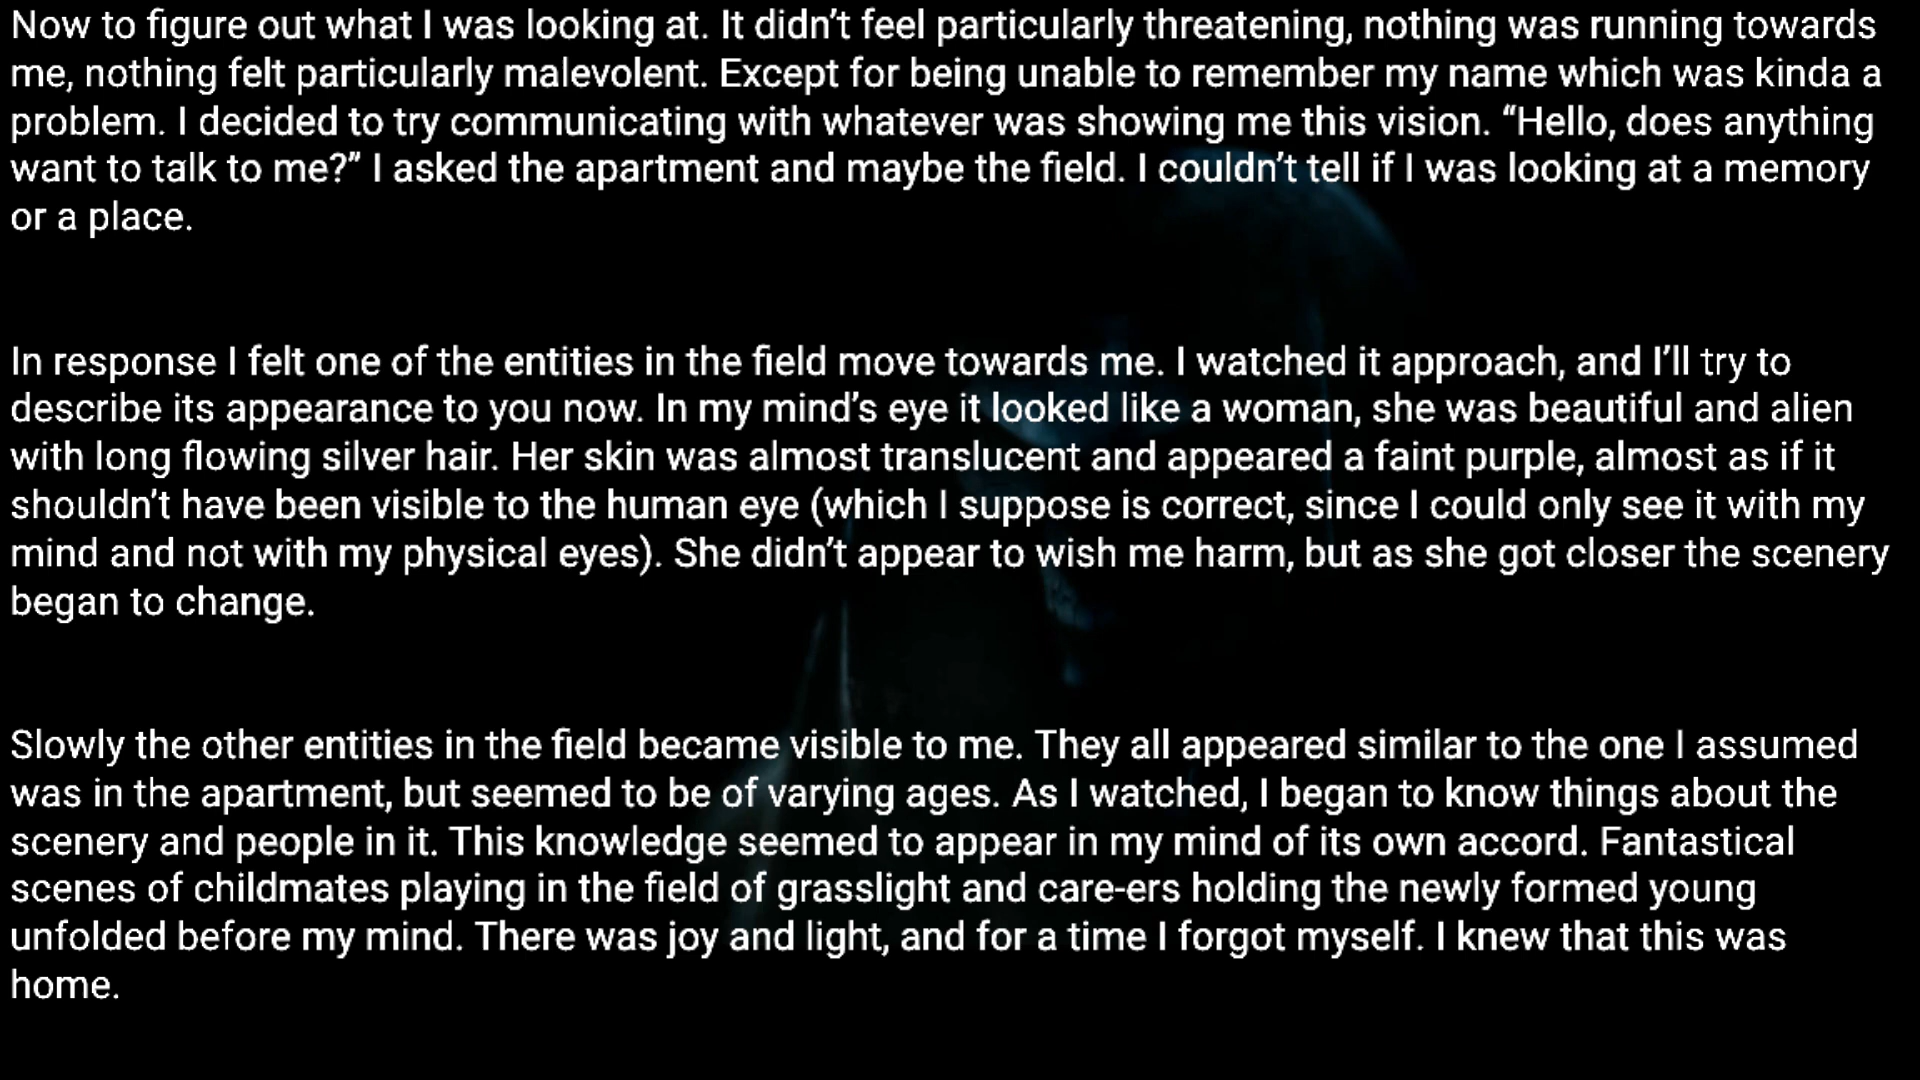 Now to figure out what I was looking at. It didn’t feel particularly threatening, nothing was running towards
me, nothing felt particularly malevolent. Except for being unable to remember my name which was kinda a
problem. I decided to try communicating with whatever was showing me this vision. “Hello, does anything
want to talk to me?” I asked the apartment and maybe the field. I couldn’t tell if I was looking at a memory
or a place.
In response I felt one of the entities in the field move towards me. I watched it approach, and I’ll try to
describe its appearance to you now. In my mind’s eye it looked like a woman, she was beautiful and alien
with long flowing silver hair. Her skin was almost translucent and appeared a faint purple, almost as if it
shouldn’t have been visible to the human eye (which I suppose is correct, since I could only see it with my
mind and not with my physical eyes). She didn’t appear to wish me harm, but as she got closer the scenery
began to change.
Slowly the other entities in the field became visible to me. They all appeared similar to the one I assumed
was in the apartment, but seemed to be of varying ages. As I watched, I began to know things about the
scenery and people in it. This knowledge seemed to appear in my mind of its own accord. Fantastical
scenes of childmates playing in the field of grasslight and care-ers holding the newly formed young
unfolded before my mind. There was joy and light, and for a time I forgot myself. I knew that this was
home.